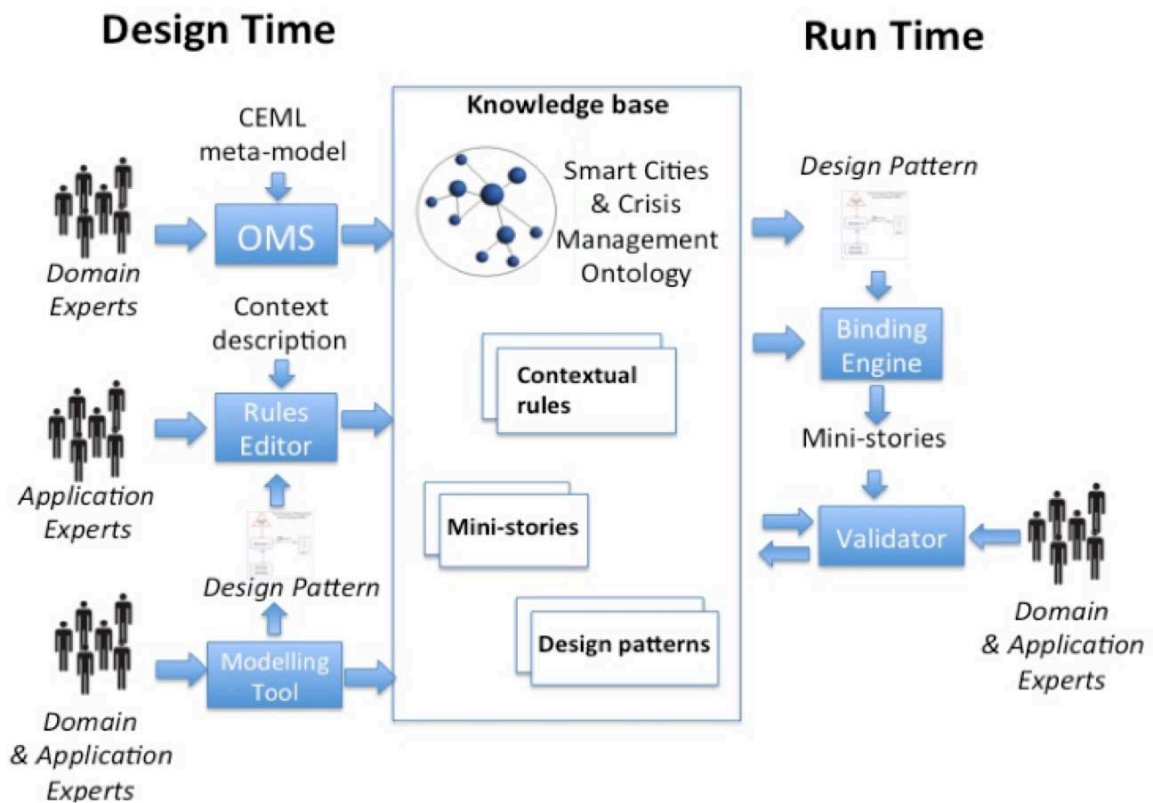 Design Time
Run Time
CEML
meta-model
OMS
Domain
Experts
Context
description
Rules
Editor
Application
Experts
Design Pattern
Modelling
Tool
Domain
& Application
Experts
Knowledge base
Smart Cities
& Crisis
Management
Ontology
Contextual
rules
Mini-stories
Design patterns
Design Pattern
Binding
Engine
Mini-stories
Validator
Domain
& Application
Experts